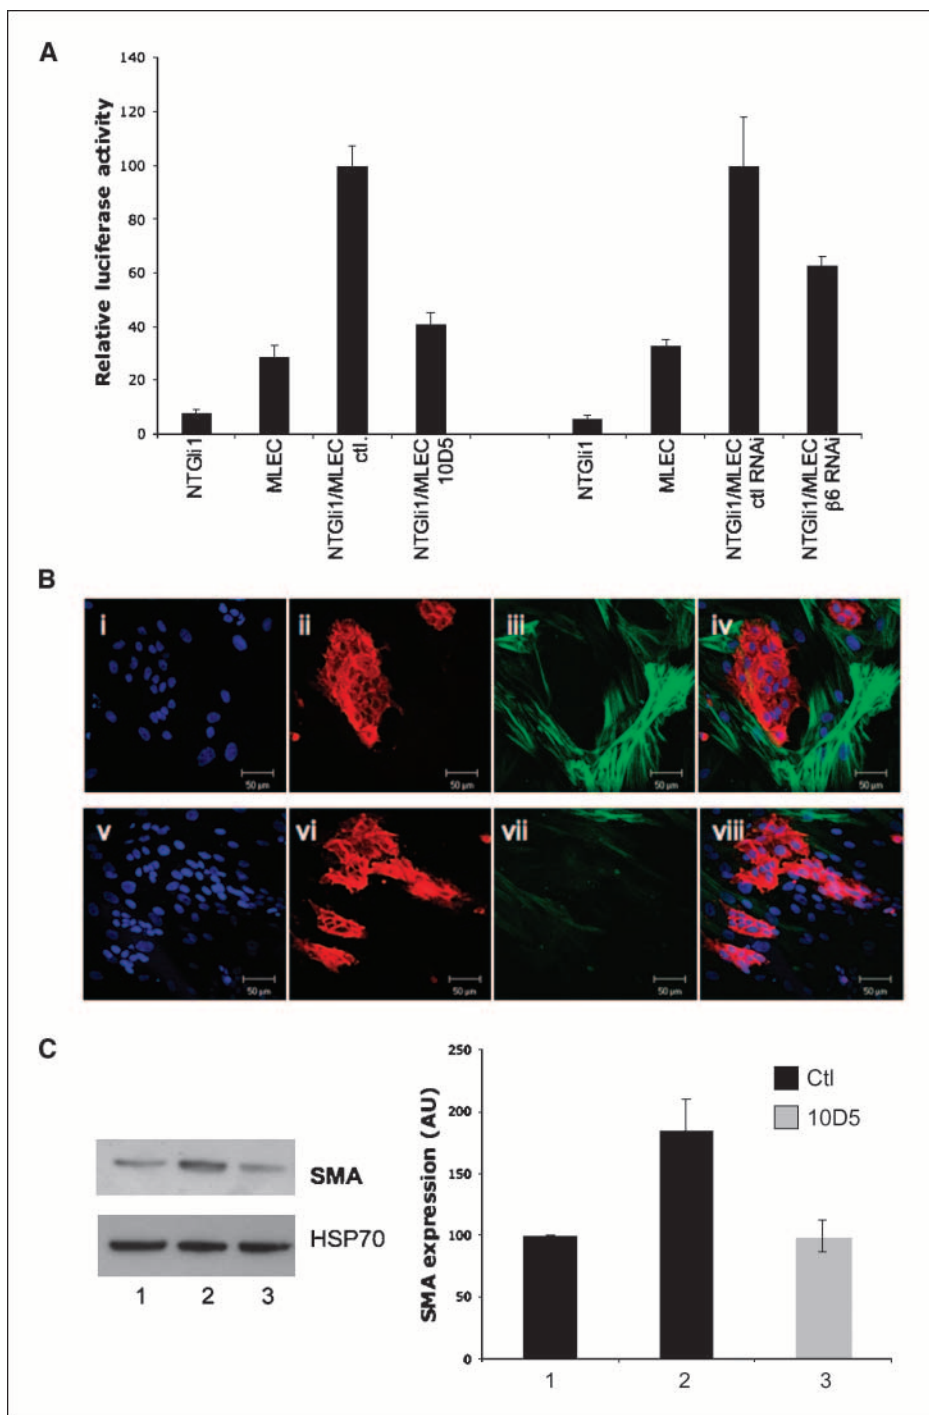 A
Relative luciferase activity
140
120
100
80
60
40
20
0
NTGli1
MLEC
NTGli1/MLEC
ctl.
NTGli1/MLEC
10D5
NTGli1
MLEC
NTGli1/MLEC
ctl RNAi
NTGli1/MLEC
β6 RNAi
B
i
ii
iii
iv
50 µm
50 µm
50 µm
50 µm
v
vi
vii
viii
50 µm
50 µm
50 µm
50 µm
C
SMA
HSP70
1 2 3
SMA expression (AU)
250
200
150
100
50
0
Ctl
10D5
1
2
3